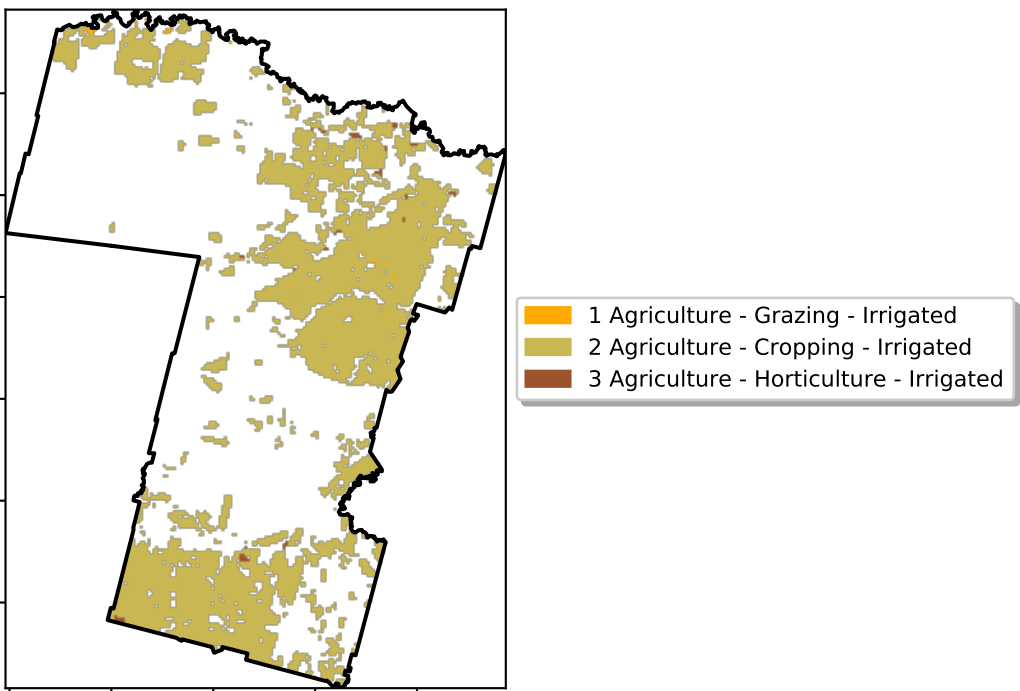 1 Agriculture - Grazing - Irrigated
2 Agriculture - Cropping - Irrigated
3 Agriculture - Horticulture - Irrigated